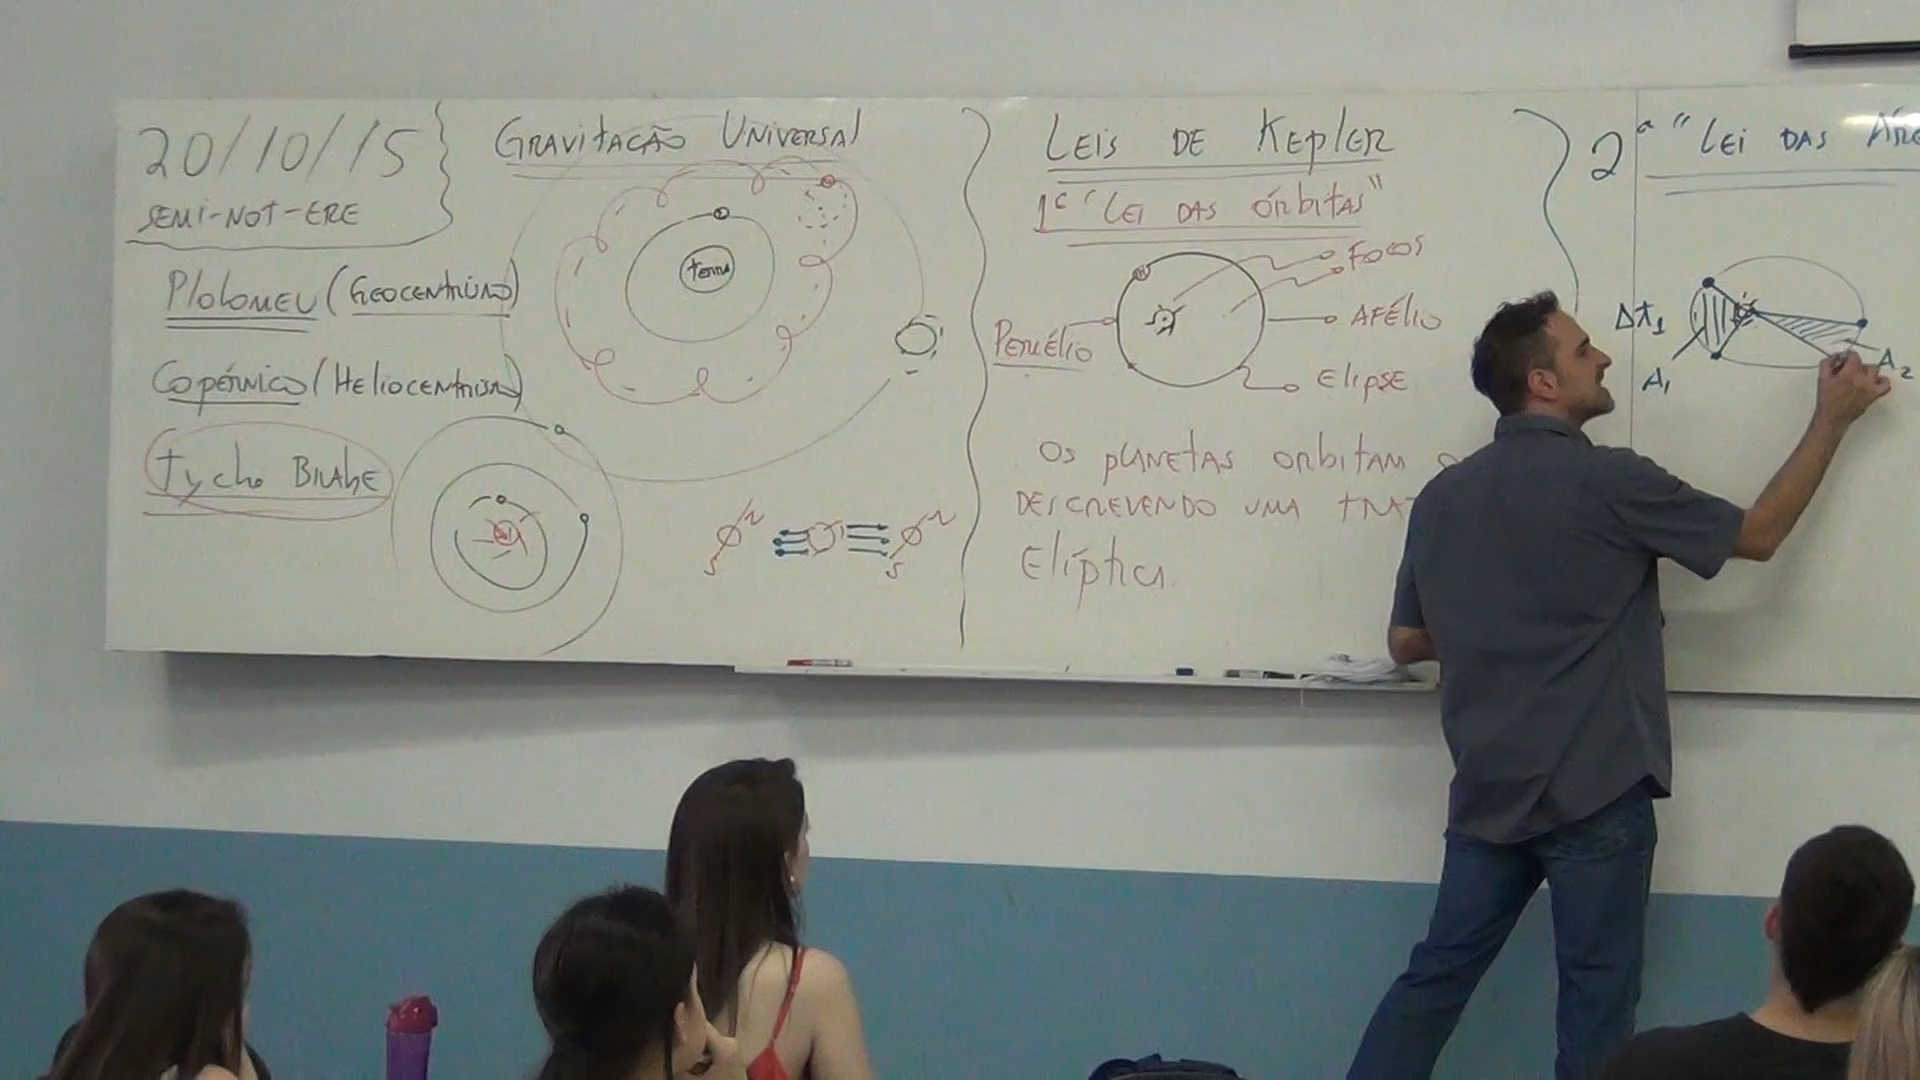 20/10/15
SEMI-NOT-ERE
Ptolomeu (Geocentrismo)
Copérnico (Heliocentrismo)
Tycho Brahe
Gravitação Universal
terra
Sol
N
S
N
S
Leis de Kepler
1ª "Lei das órbitas"
Focos
Periélio
Afélio
Elipse
Os planetas orbitam
descrevendo uma
Elíptica.
2ª "Lei das
Δt1
A1
A2